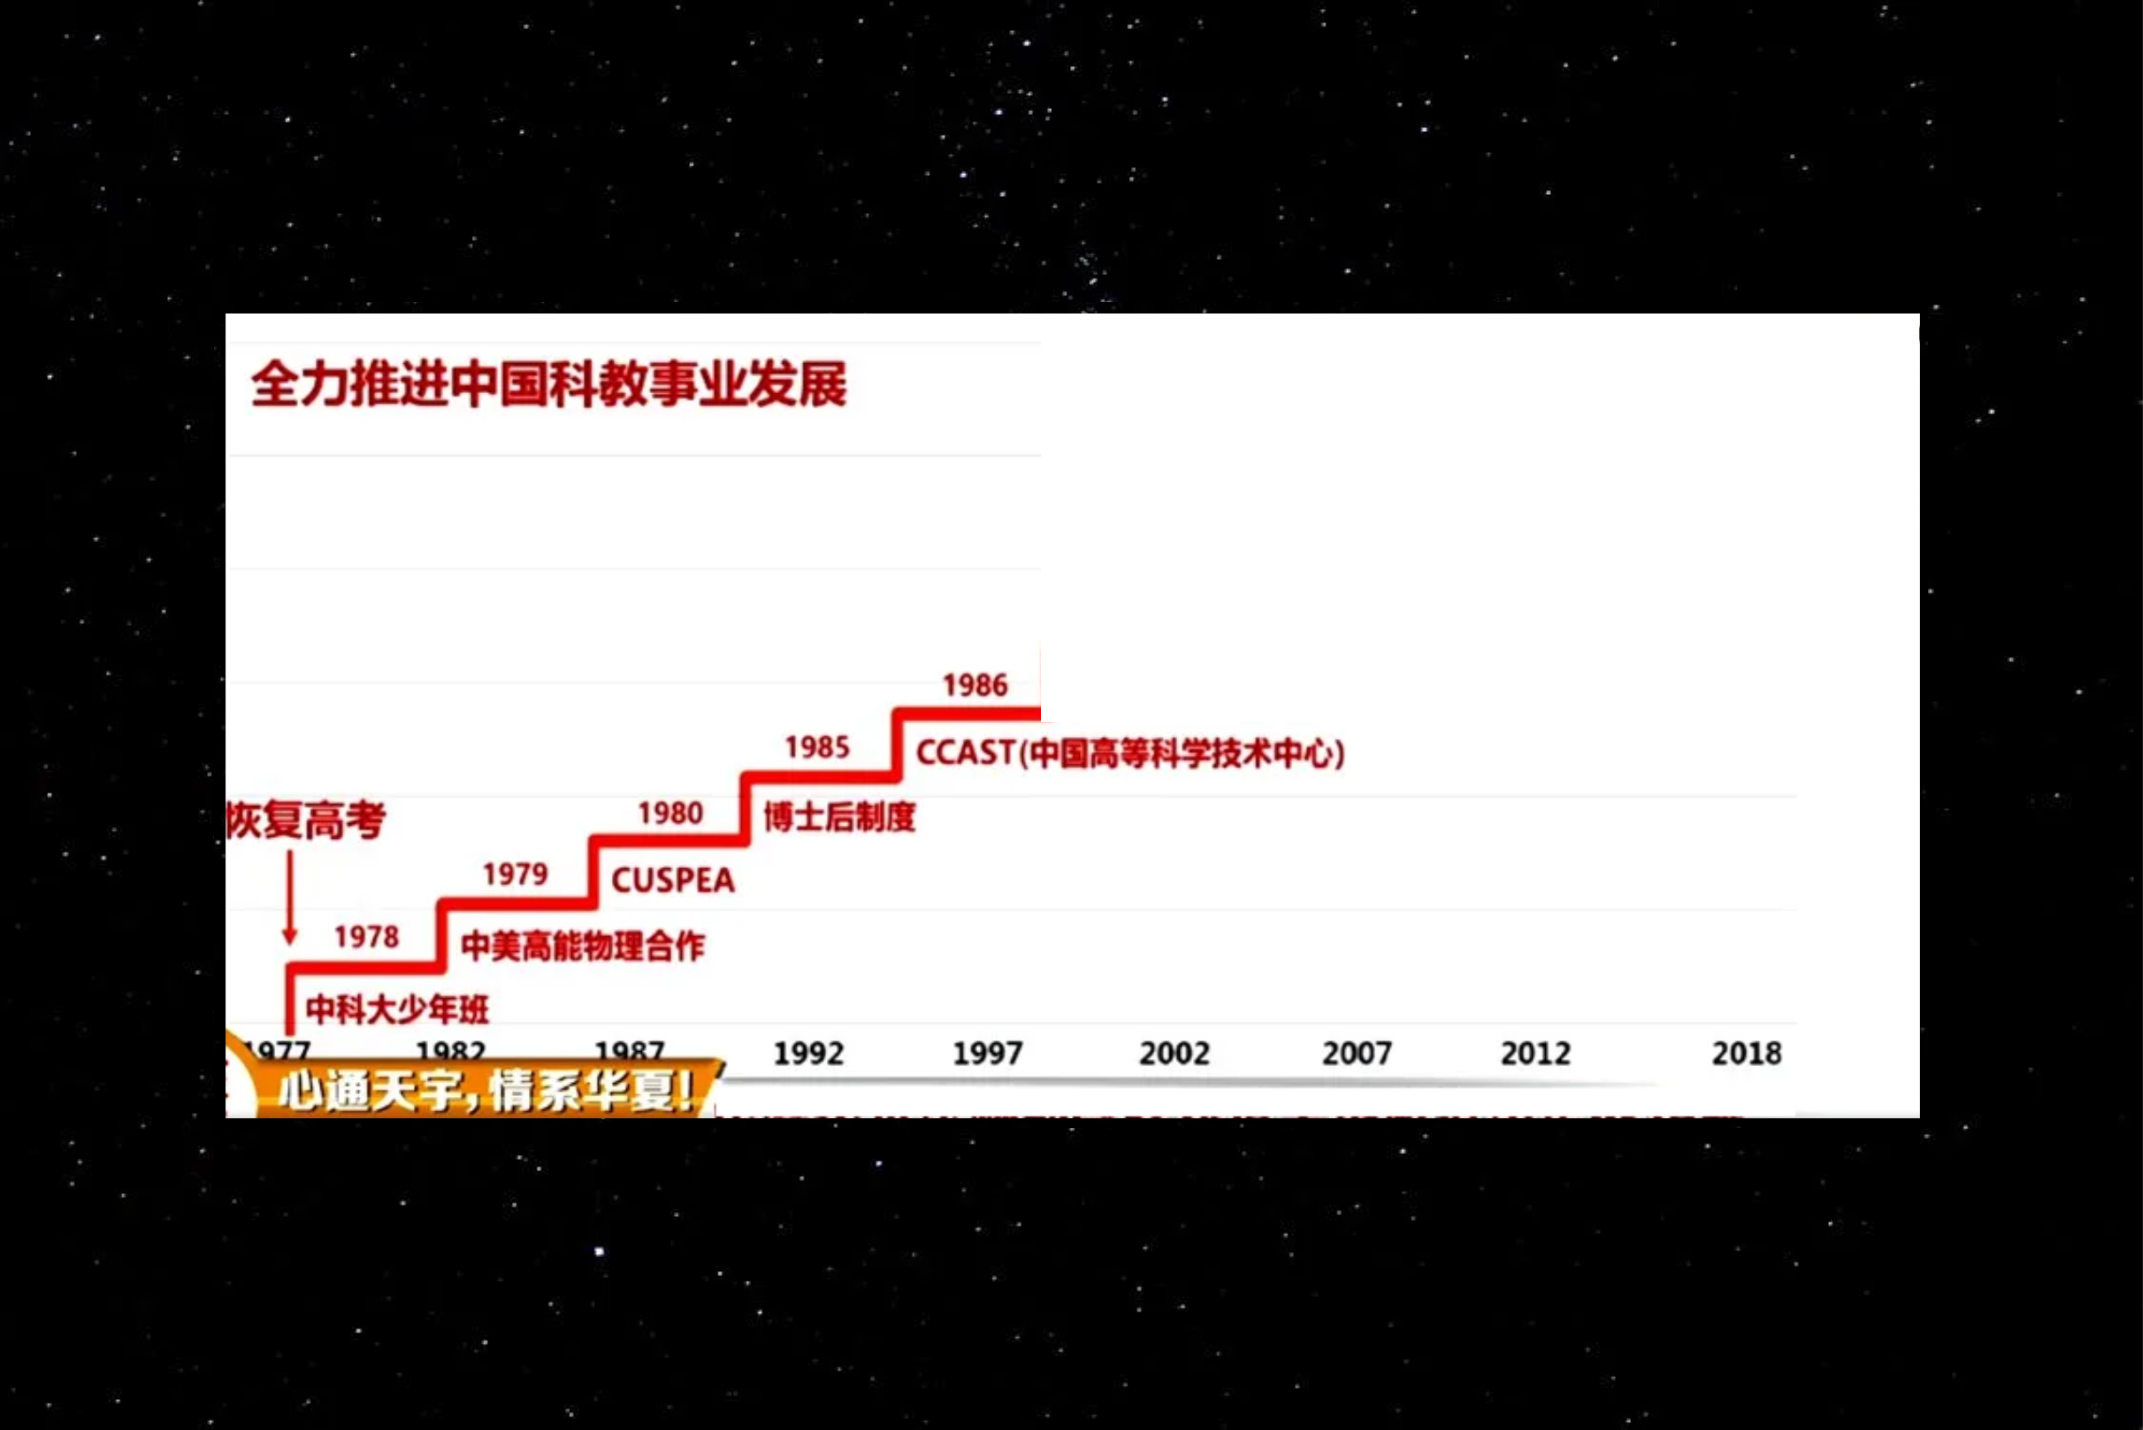 全力推进中国科教事业发展
1986
CCAST(中国高等科学技术中心)
1985
博士后制度
1980
CUSPEA
恢复高考
1979
中美高能物理合作
1978
中科大少年班
1977 1982 1987 1992 1997 2002 2007 2012 2018
心通天宇,情系华夏!